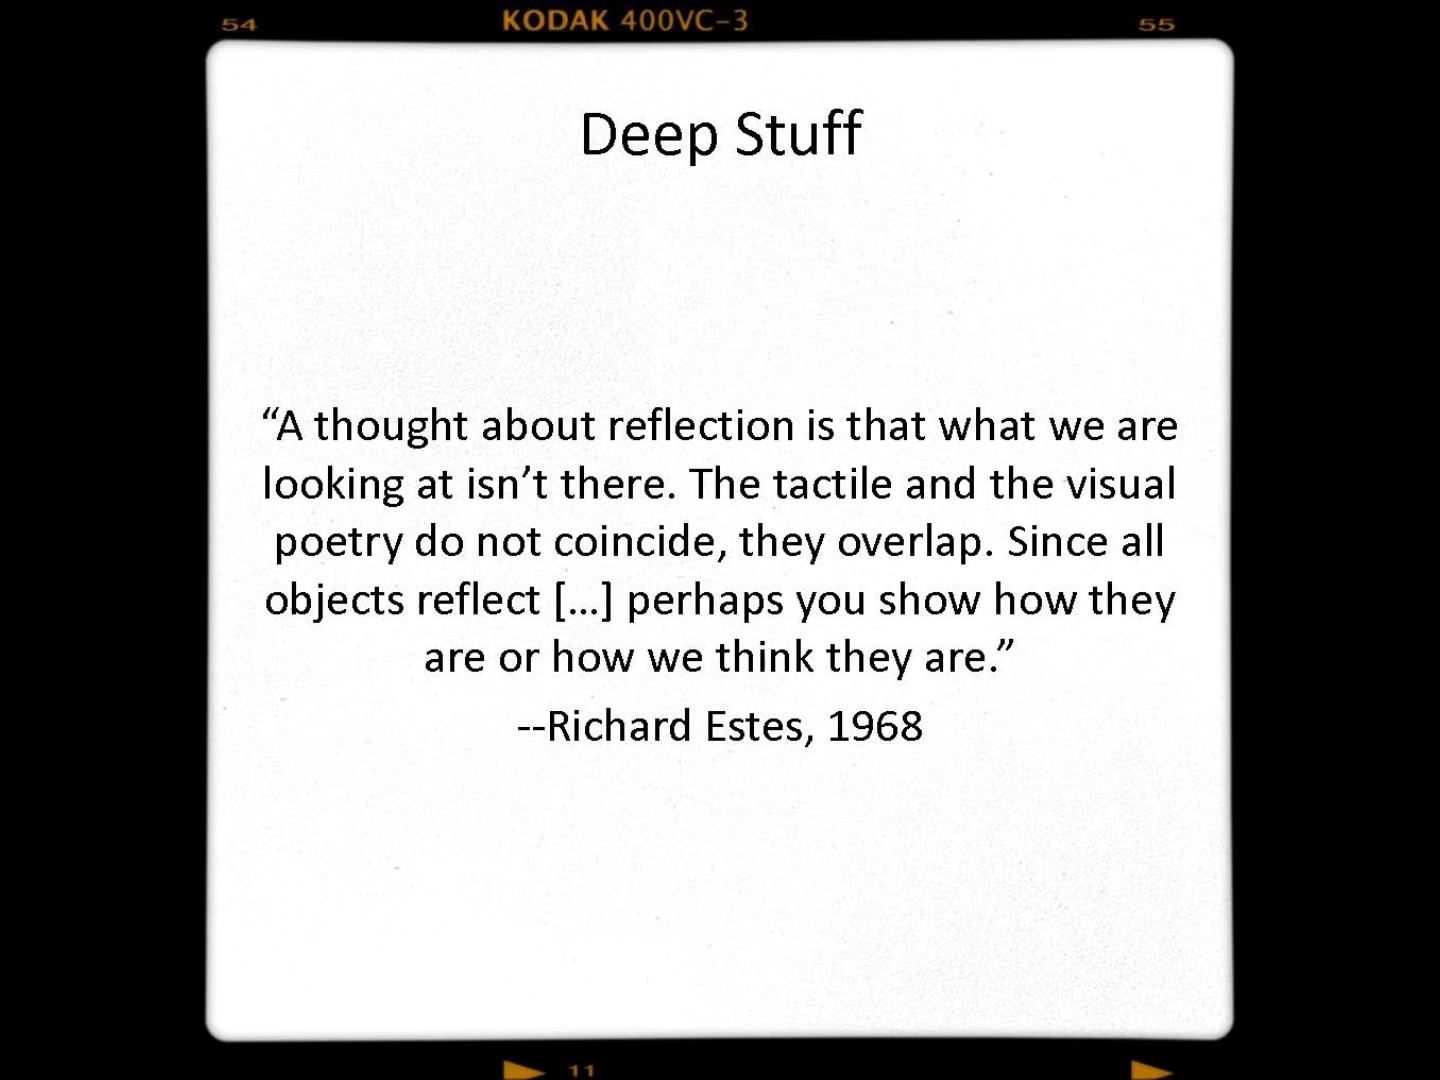 54 KODAK 400VC-3 55
Deep Stuff
“A thought about reflection is that what we are
looking at isn’t there. The tactile and the visual
poetry do not coincide, they overlap. Since all
objects reflect […] perhaps you show how they
are or how we think they are.”
--Richard Estes, 1968
11